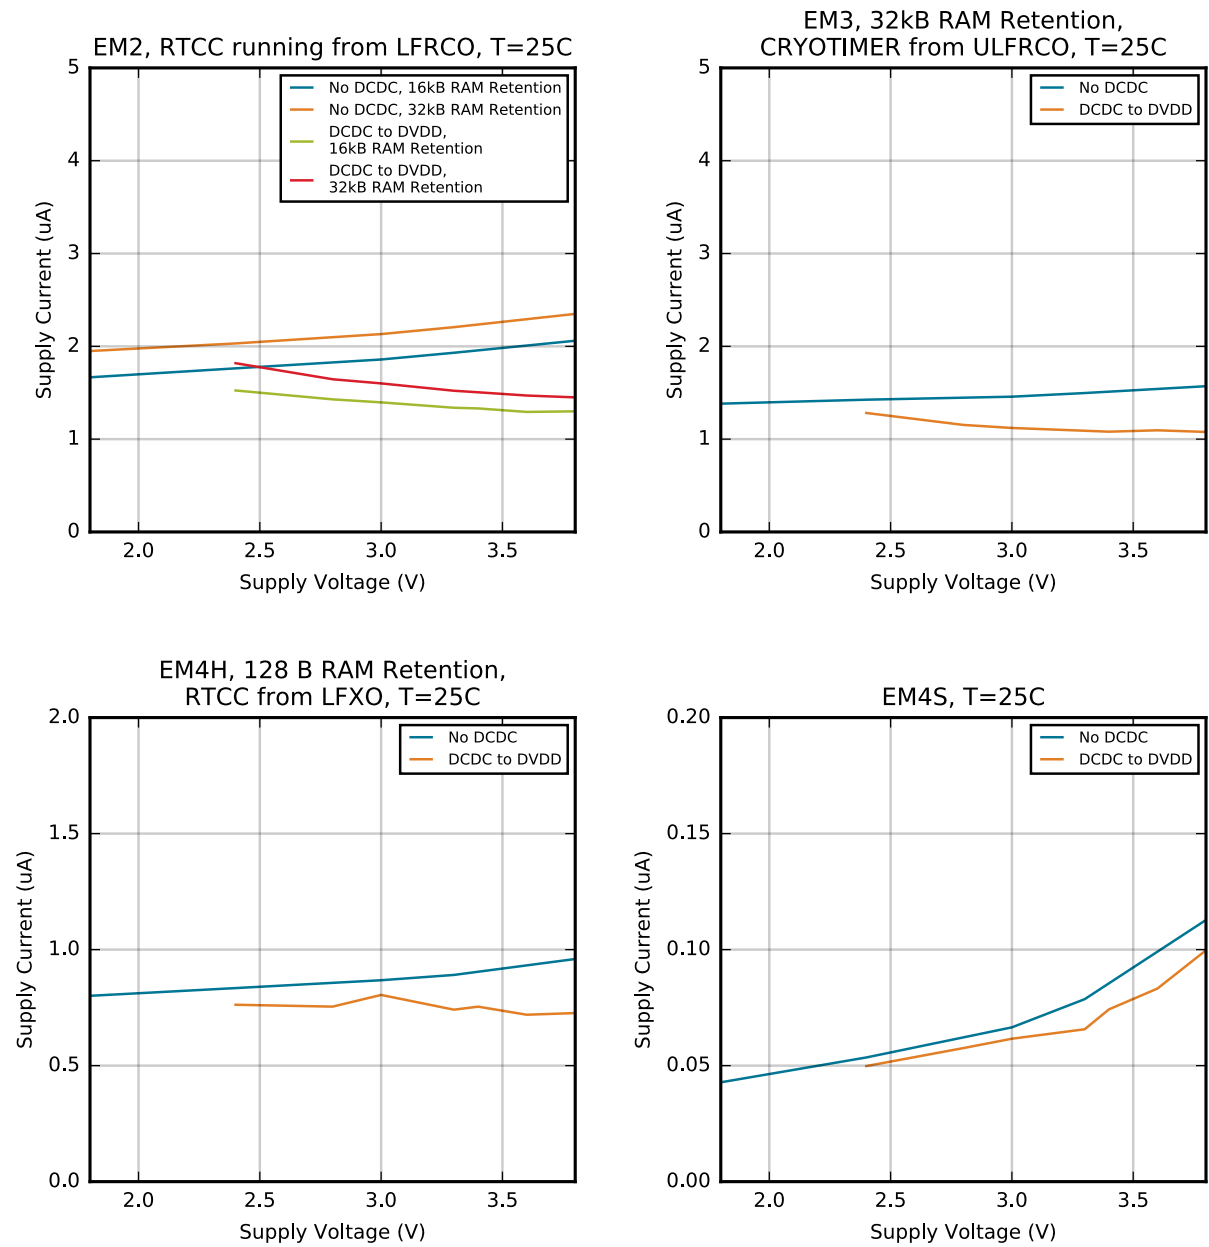 EM2, RTCC running from LFRCO, T=25C
5
4
3
2
1
0
Supply Current (uA)
No DCDC, 16kB RAM Retention
No DCDC, 32kB RAM Retention
DCDC to DVDD,
16kB RAM Retention
DCDC to DVDD,
32kB RAM Retention
2.0 2.5 3.0 3.5
Supply Voltage (V)
EM3, 32kB RAM Retention,
CRYOTIMER from ULFRCO, T=25C
5
4
3
2
1
0
Supply Current (uA)
No DCDC
DCDC to DVDD
2.0 2.5 3.0 3.5
Supply Voltage (V)
EM4H, 128 B RAM Retention,
RTCC from LFXO, T=25C
2.0
1.5
1.0
0.5
0.0
Supply Current (uA)
No DCDC
DCDC to DVDD
2.0 2.5 3.0 3.5
Supply Voltage (V)
EM4S, T=25C
0.20
0.15
0.10
0.05
0.00
Supply Current (uA)
No DCDC
DCDC to DVDD
2.0 2.5 3.0 3.5
Supply Voltage (V)